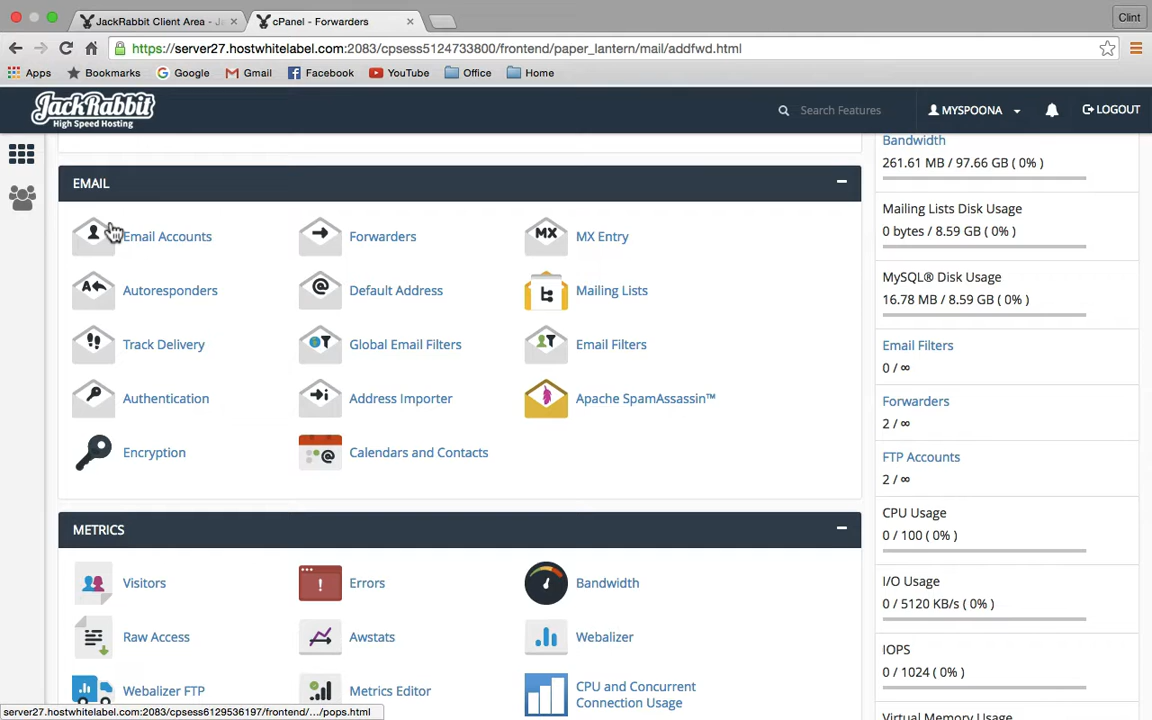 JackRabbit Client Area - J
cPanel - Forwarders
Clint
https://server27.hostwhitelabel.com:2083/cpsess5124733800/frontend/paper_lantern/mail/addfwd.html
Apps
Bookmarks
Google
Gmail
Facebook
YouTube
Office
Home
JackRabbit
High Speed Hosting
Search Features
MYSPOONA
LOGOUT
EMAIL
Email Accounts
Forwarders
MX
MX Entry
Autoresponders
Default Address
Mailing Lists
Track Delivery
Global Email Filters
Email Filters
Authentication
Address Importer
Apache SpamAssassin™
Encryption
Calendars and Contacts
METRICS
Visitors
Errors
Bandwidth
Raw Access
Awstats
Webalizer
Webalizer FTP
Metrics Editor
CPU and Concurrent
Connection Usage
Bandwidth
261.61 MB / 97.66 GB ( 0% )
Mailing Lists Disk Usage
0 bytes / 8.59 GB ( 0% )
MySQL® Disk Usage
16.78 MB / 8.59 GB ( 0% )
Email Filters
0 / ∞
Forwarders
2 / ∞
FTP Accounts
2 / ∞
CPU Usage
0 / 100 ( 0% )
I/O Usage
0 / 5120 KB/s ( 0% )
IOPS
0 / 1024 ( 0% )
Virtual Memory Usage
server27.hostwhitelabel.com:2083/cpsess6129536197/frontend/.../pops.html